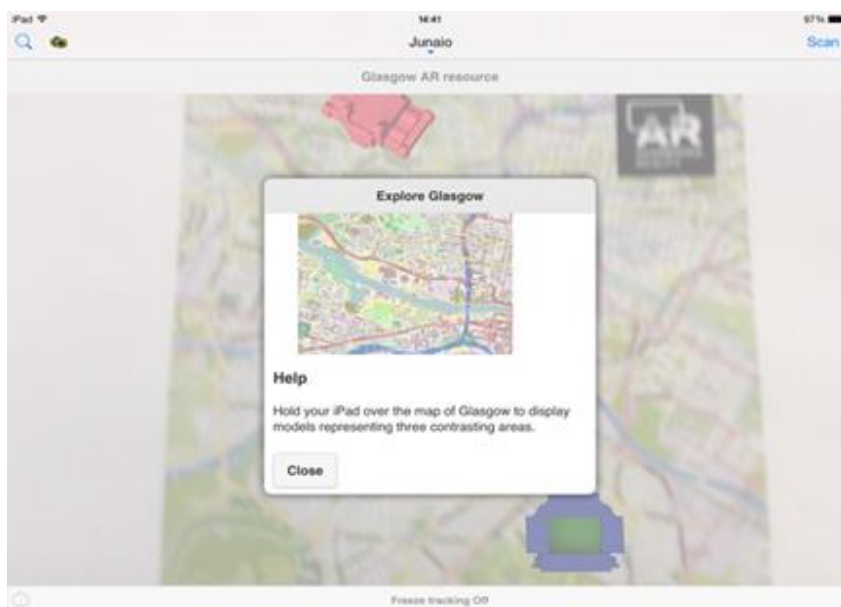 iPad
14:41
97%
Junaio
Scan
Glasgow AR resource
AR
Explore Glasgow
Help
Hold your iPad over the map of Glasgow to display
models representing three contrasting areas.
Close
Freeze tracking Off